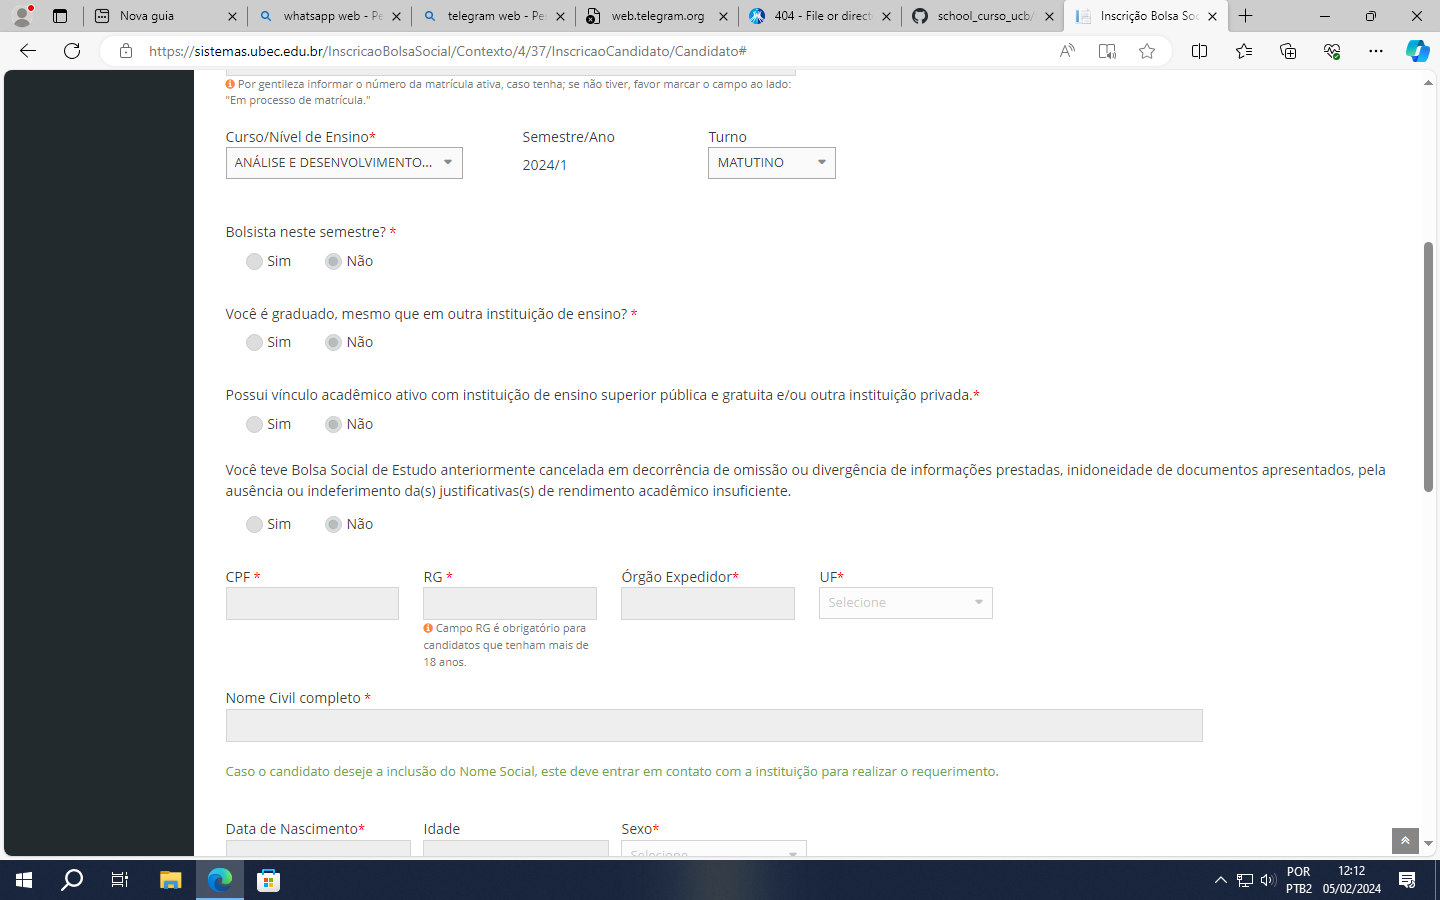 Nova guia
whatsapp web - Pe
telegram web - Pe
web.telegram.org
404 - File or direct
school_curso_ucb/
Inscrição Bolsa Soc
https://sistemas.ubec.edu.br/InscricaoBolsaSocial/Contexto/4/37/InscricaoCandidato/Candidato#
Por gentileza informar o número da matrícula ativa, caso tenha; se não tiver, favor marcar o campo ao lado:
"Em processo de matrícula."
Curso/Nível de Ensino*
Semestre/Ano
Turno
ANÁLISE E DESENVOLVIMENTO...
2024/1
MATUTINO
Bolsista neste semestre? *
Sim
Não
Você é graduado, mesmo que em outra instituição de ensino? *
Sim
Não
Possui vínculo acadêmico ativo com instituição de ensino superior pública e gratuita e/ou outra instituição privada.*
Sim
Não
Você teve Bolsa Social de Estudo anteriormente cancelada em decorrência de omissão ou divergência de informações prestadas, inidoneidade de documentos apresentados, pela
ausência ou indeferimento da(s) justificativas(s) de rendimento acadêmico insuficiente.
Sim
Não
CPF *
RG *
Órgão Expedidor*
UF*
Selecione
Campo RG é obrigatório para
candidatos que tenham mais de
18 anos.
Nome Civil completo *
Caso o candidato deseje a inclusão do Nome Social, este deve entrar em contato com a instituição para realizar o requerimento.
Data de Nascimento*
Idade
Sexo*
Selecione
POR
PTB2
12:12
05/02/2024